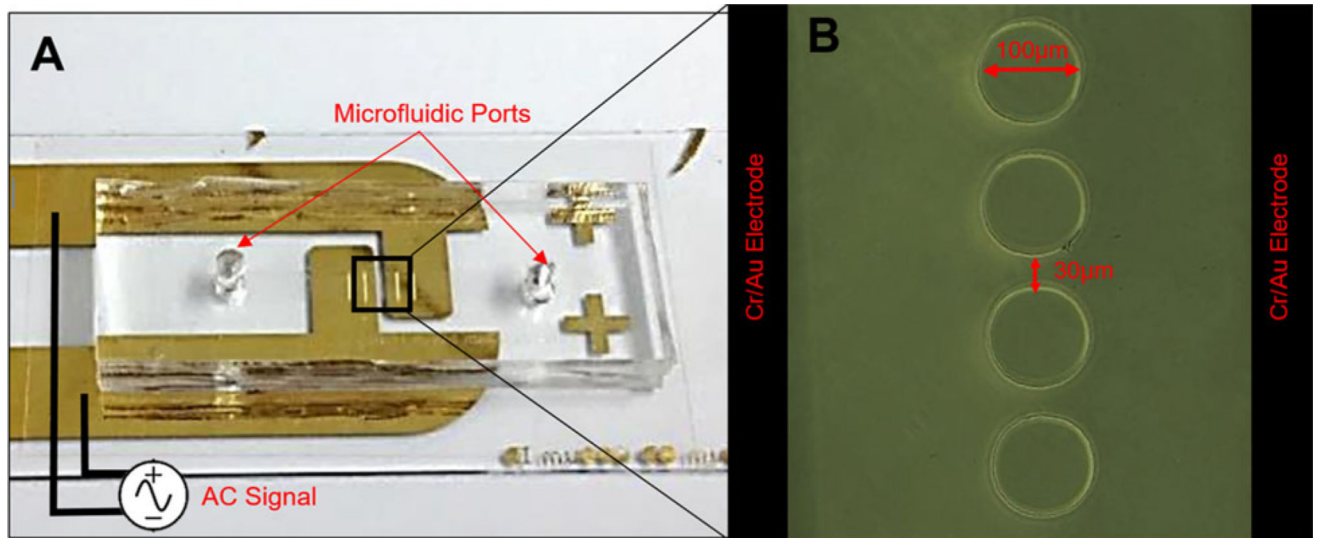 A
Microfluidic Ports
AC Signal
B
100µm
30µm
Cr/Au Electrode
Cr/Au Electrode